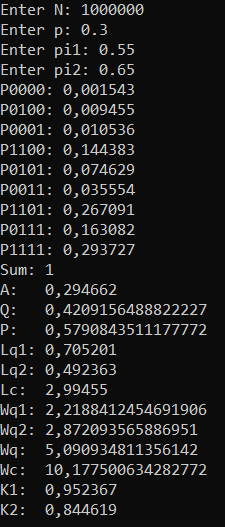 Enter N: 1000000
Enter p: 0.3
Enter pi1: 0.55
Enter pi2: 0.65
P0000: 0,001543
P0100: 0,009455
P0001: 0,010536
P1100: 0,144383
P0101: 0,074629
P0011: 0,035554
P1101: 0,267091
P0111: 0,163082
P1111: 0,293727
Sum: 1
A:   0,294662
Q:   0,4209156488822227
P:   0,5790843511177772
Lq1: 0,705201
Lq2: 0,492363
Lc:  2,99455
Wq1: 2,2188412454691906
Wq2: 2,872093565886951
Wq:  5,090934811356142
Wc:  10,177500634282772
K1:  0,952367
K2:  0,844619